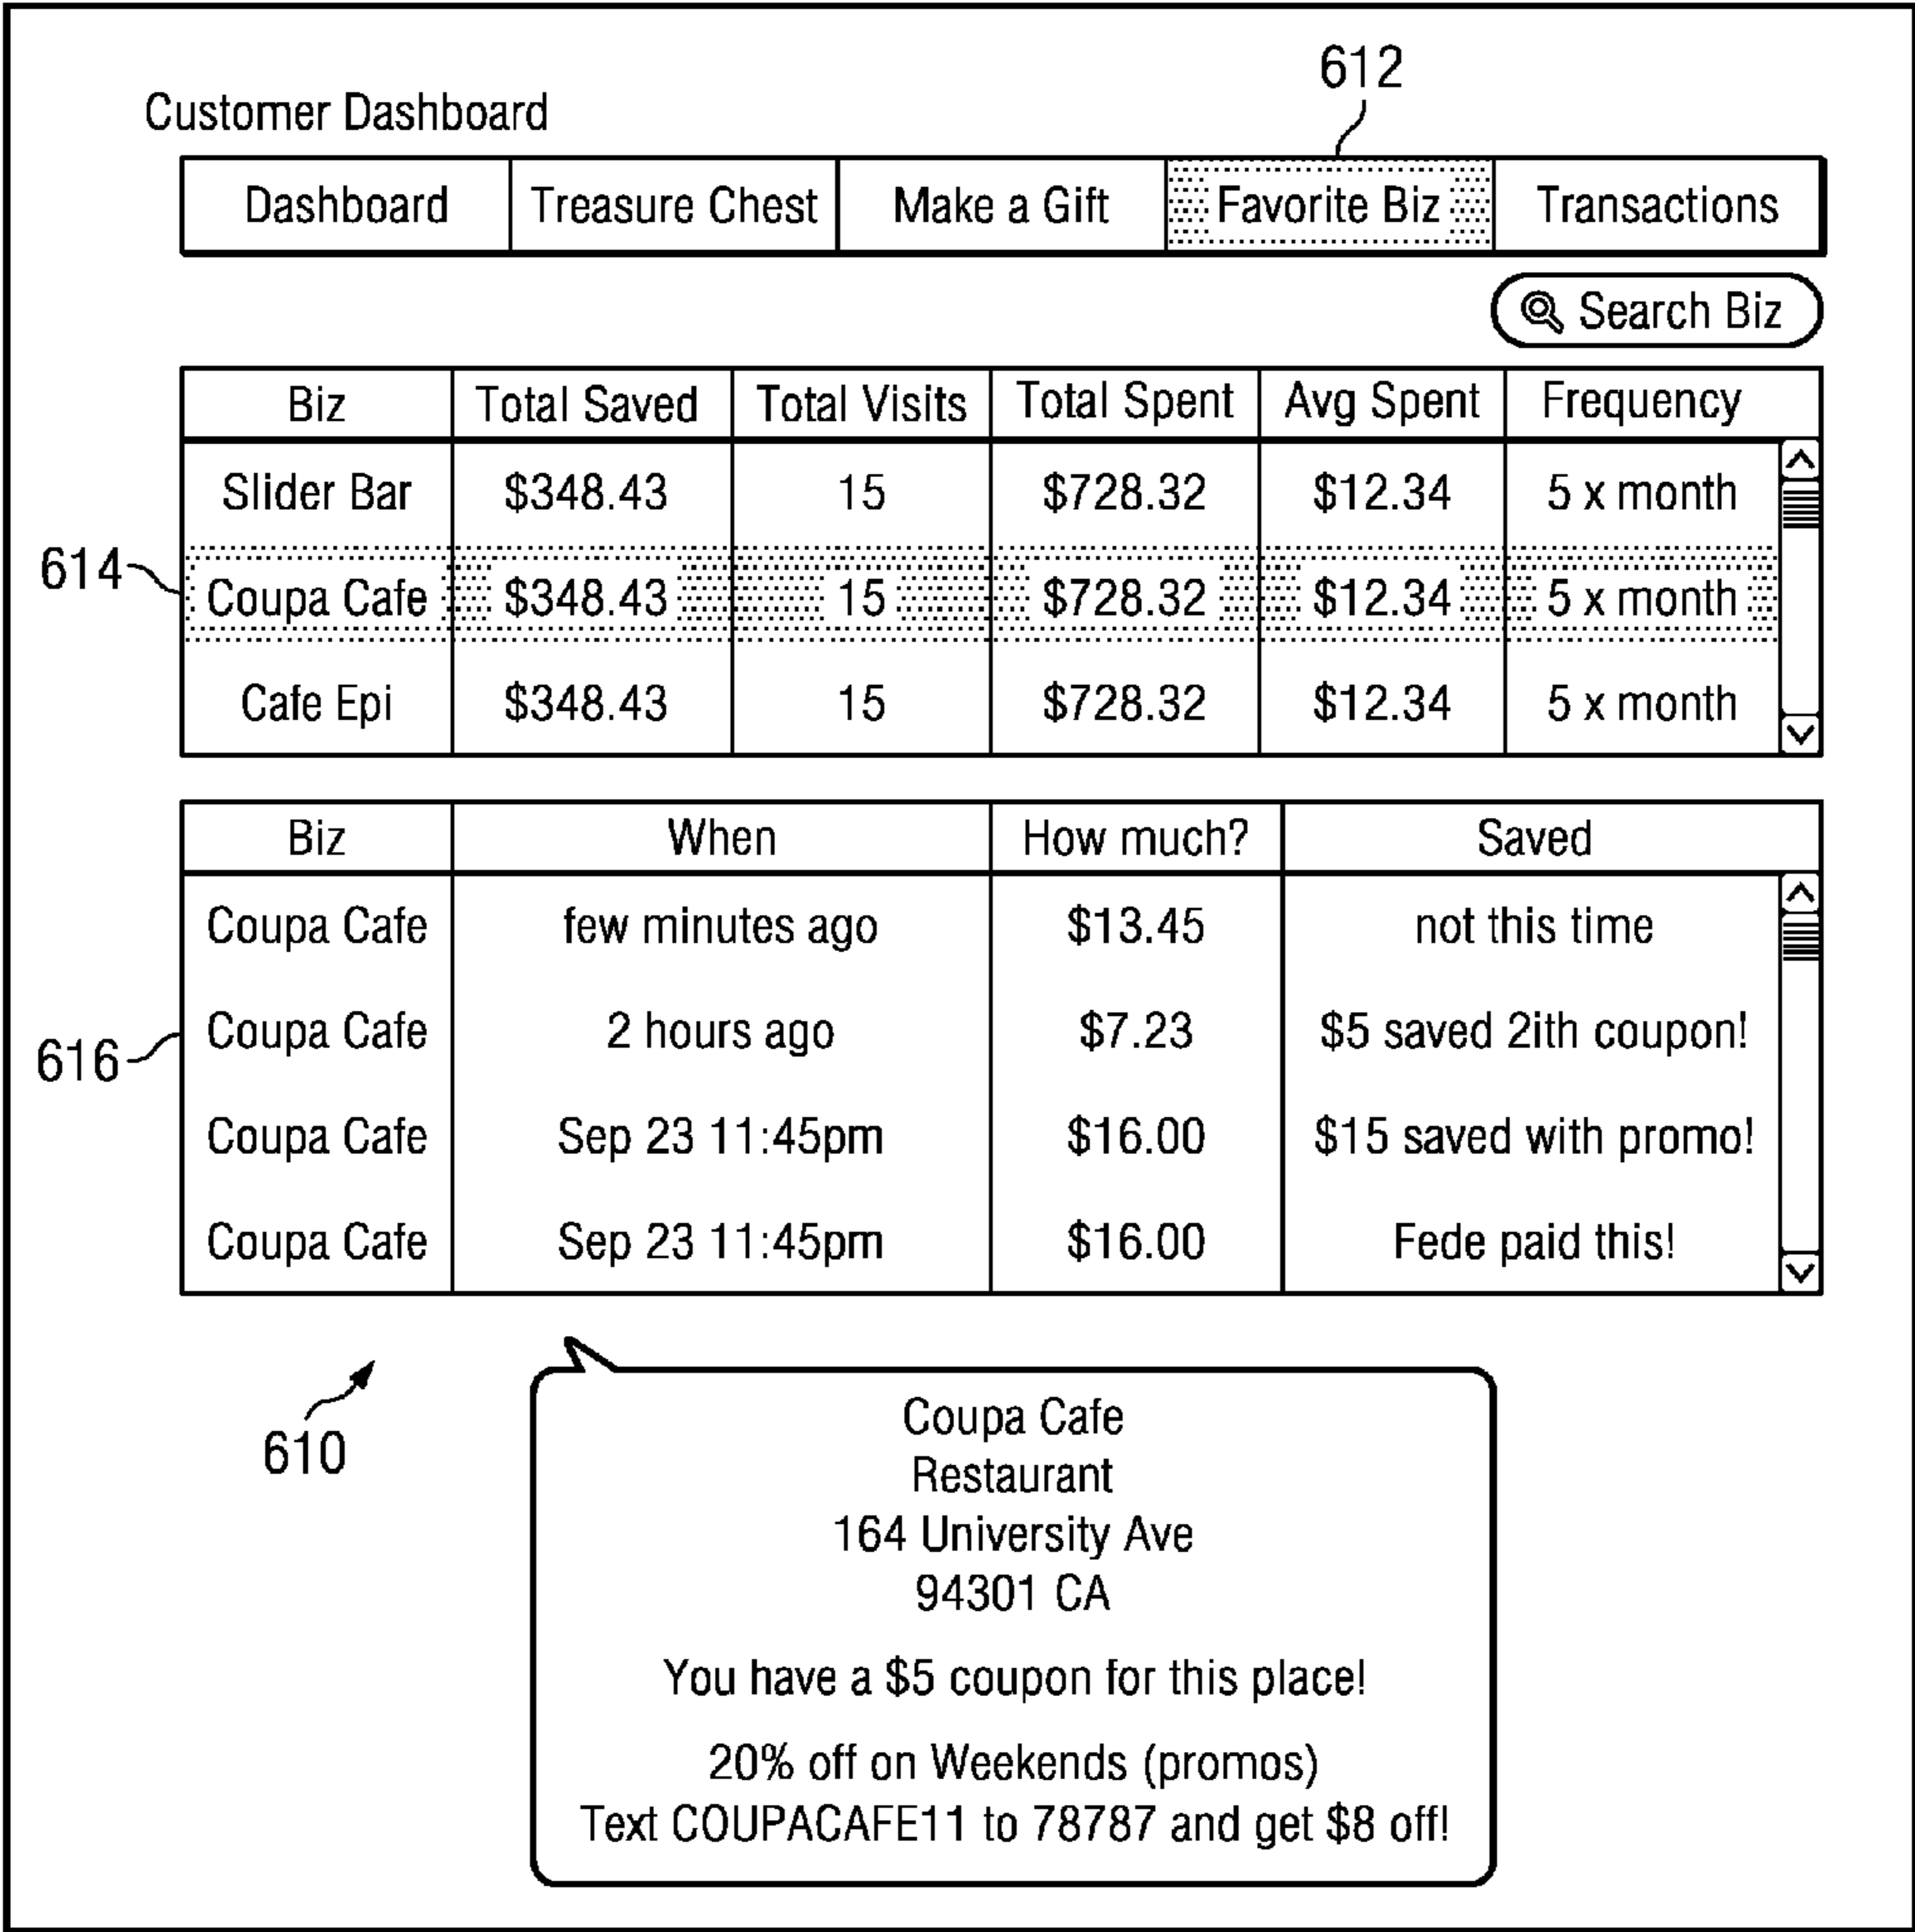 612
Customer Dashboard
Dashboard Treasure Chest Make a Gift Favorite Biz Transactions
Search Biz
Biz Total Saved Total Visits Total Spent Avg Spent Frequency
Slider Bar $348.43 15 $728.32 $12.34 5 x month
614 Coupa Cafe $348.43 15 $728.32 $12.34 5 x month
Cafe Epi $348.43 15 $728.32 $12.34 5 x month
Biz When How much? Saved
Coupa Cafe few minutes ago $13.45 not this time
616 Coupa Cafe 2 hours ago $7.23 $5 saved 2ith coupon!
Coupa Cafe Sep 23 11:45pm $16.00 $15 saved with promo!
Coupa Cafe Sep 23 11:45pm $16.00 Fede paid this!
610
Coupa Cafe
Restaurant
164 University Ave
94301 CA
You have a $5 coupon for this place!
20% off on Weekends (promos)
Text COUPACAFE11 to 78787 and get $8 off!